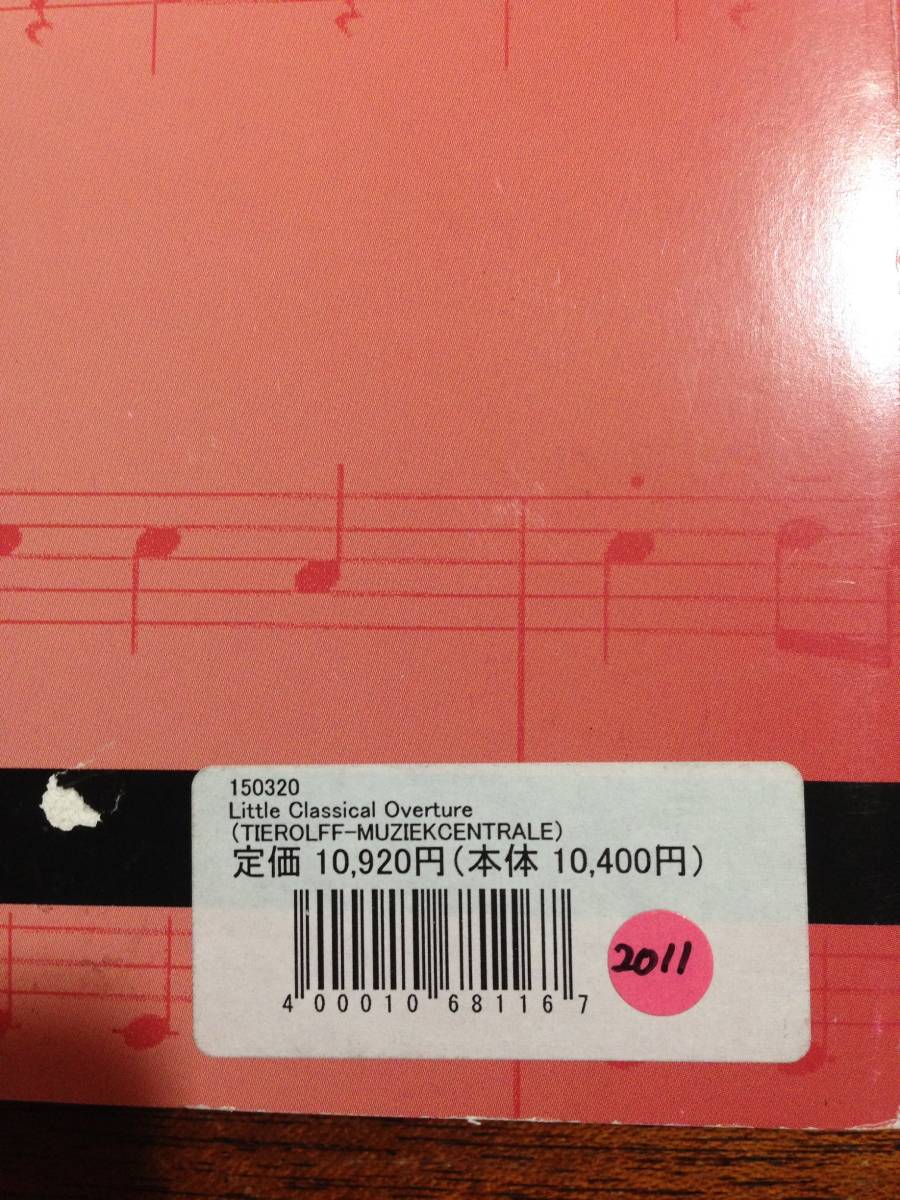 150320
Little Classical Overture
(TIEROLFF-MUZIEKCENTRALE)
定価 10,920円(本体 10,400円)
2011
4 000010 681167